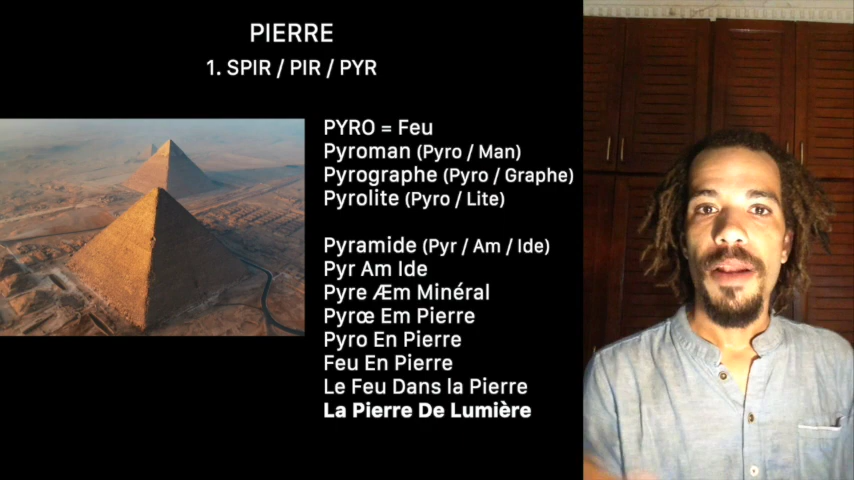 PIERRE
1. SPIR / PIR / PYR
PYRO = Feu
Pyroman (Pyro / Man)
Pyrographe (Pyro / Graphe)
Pyrolite (Pyro / Lite)
Pyramide (Pyr / Am / Ide)
Pyr Am Ide
Pyre Æm Minéral
Pyrœ Em Pierre
Pyro En Pierre
Feu En Pierre
Le Feu Dans la Pierre
La Pierre De Lumière